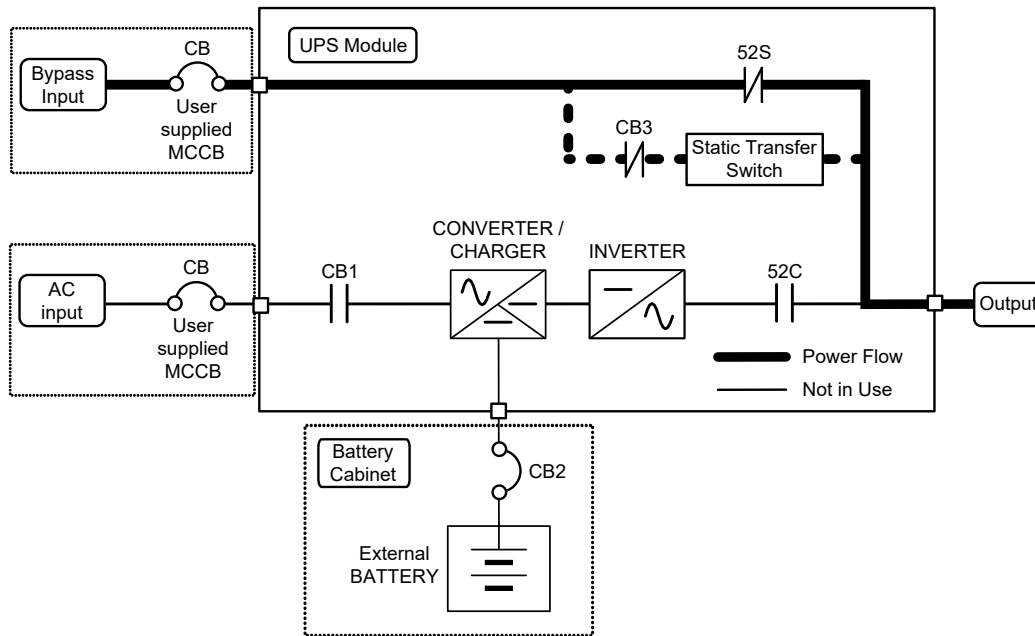 UPS Module
Bypass
Input
CB
User
supplied
MCCB
52S
CB3
Static Transfer
Switch
AC
input
CB
User
supplied
MCCB
CB1
CONVERTER /
CHARGER
INVERTER
52C
Output
Power Flow
Not in Use
Battery
Cabinet
CB2
External
BATTERY